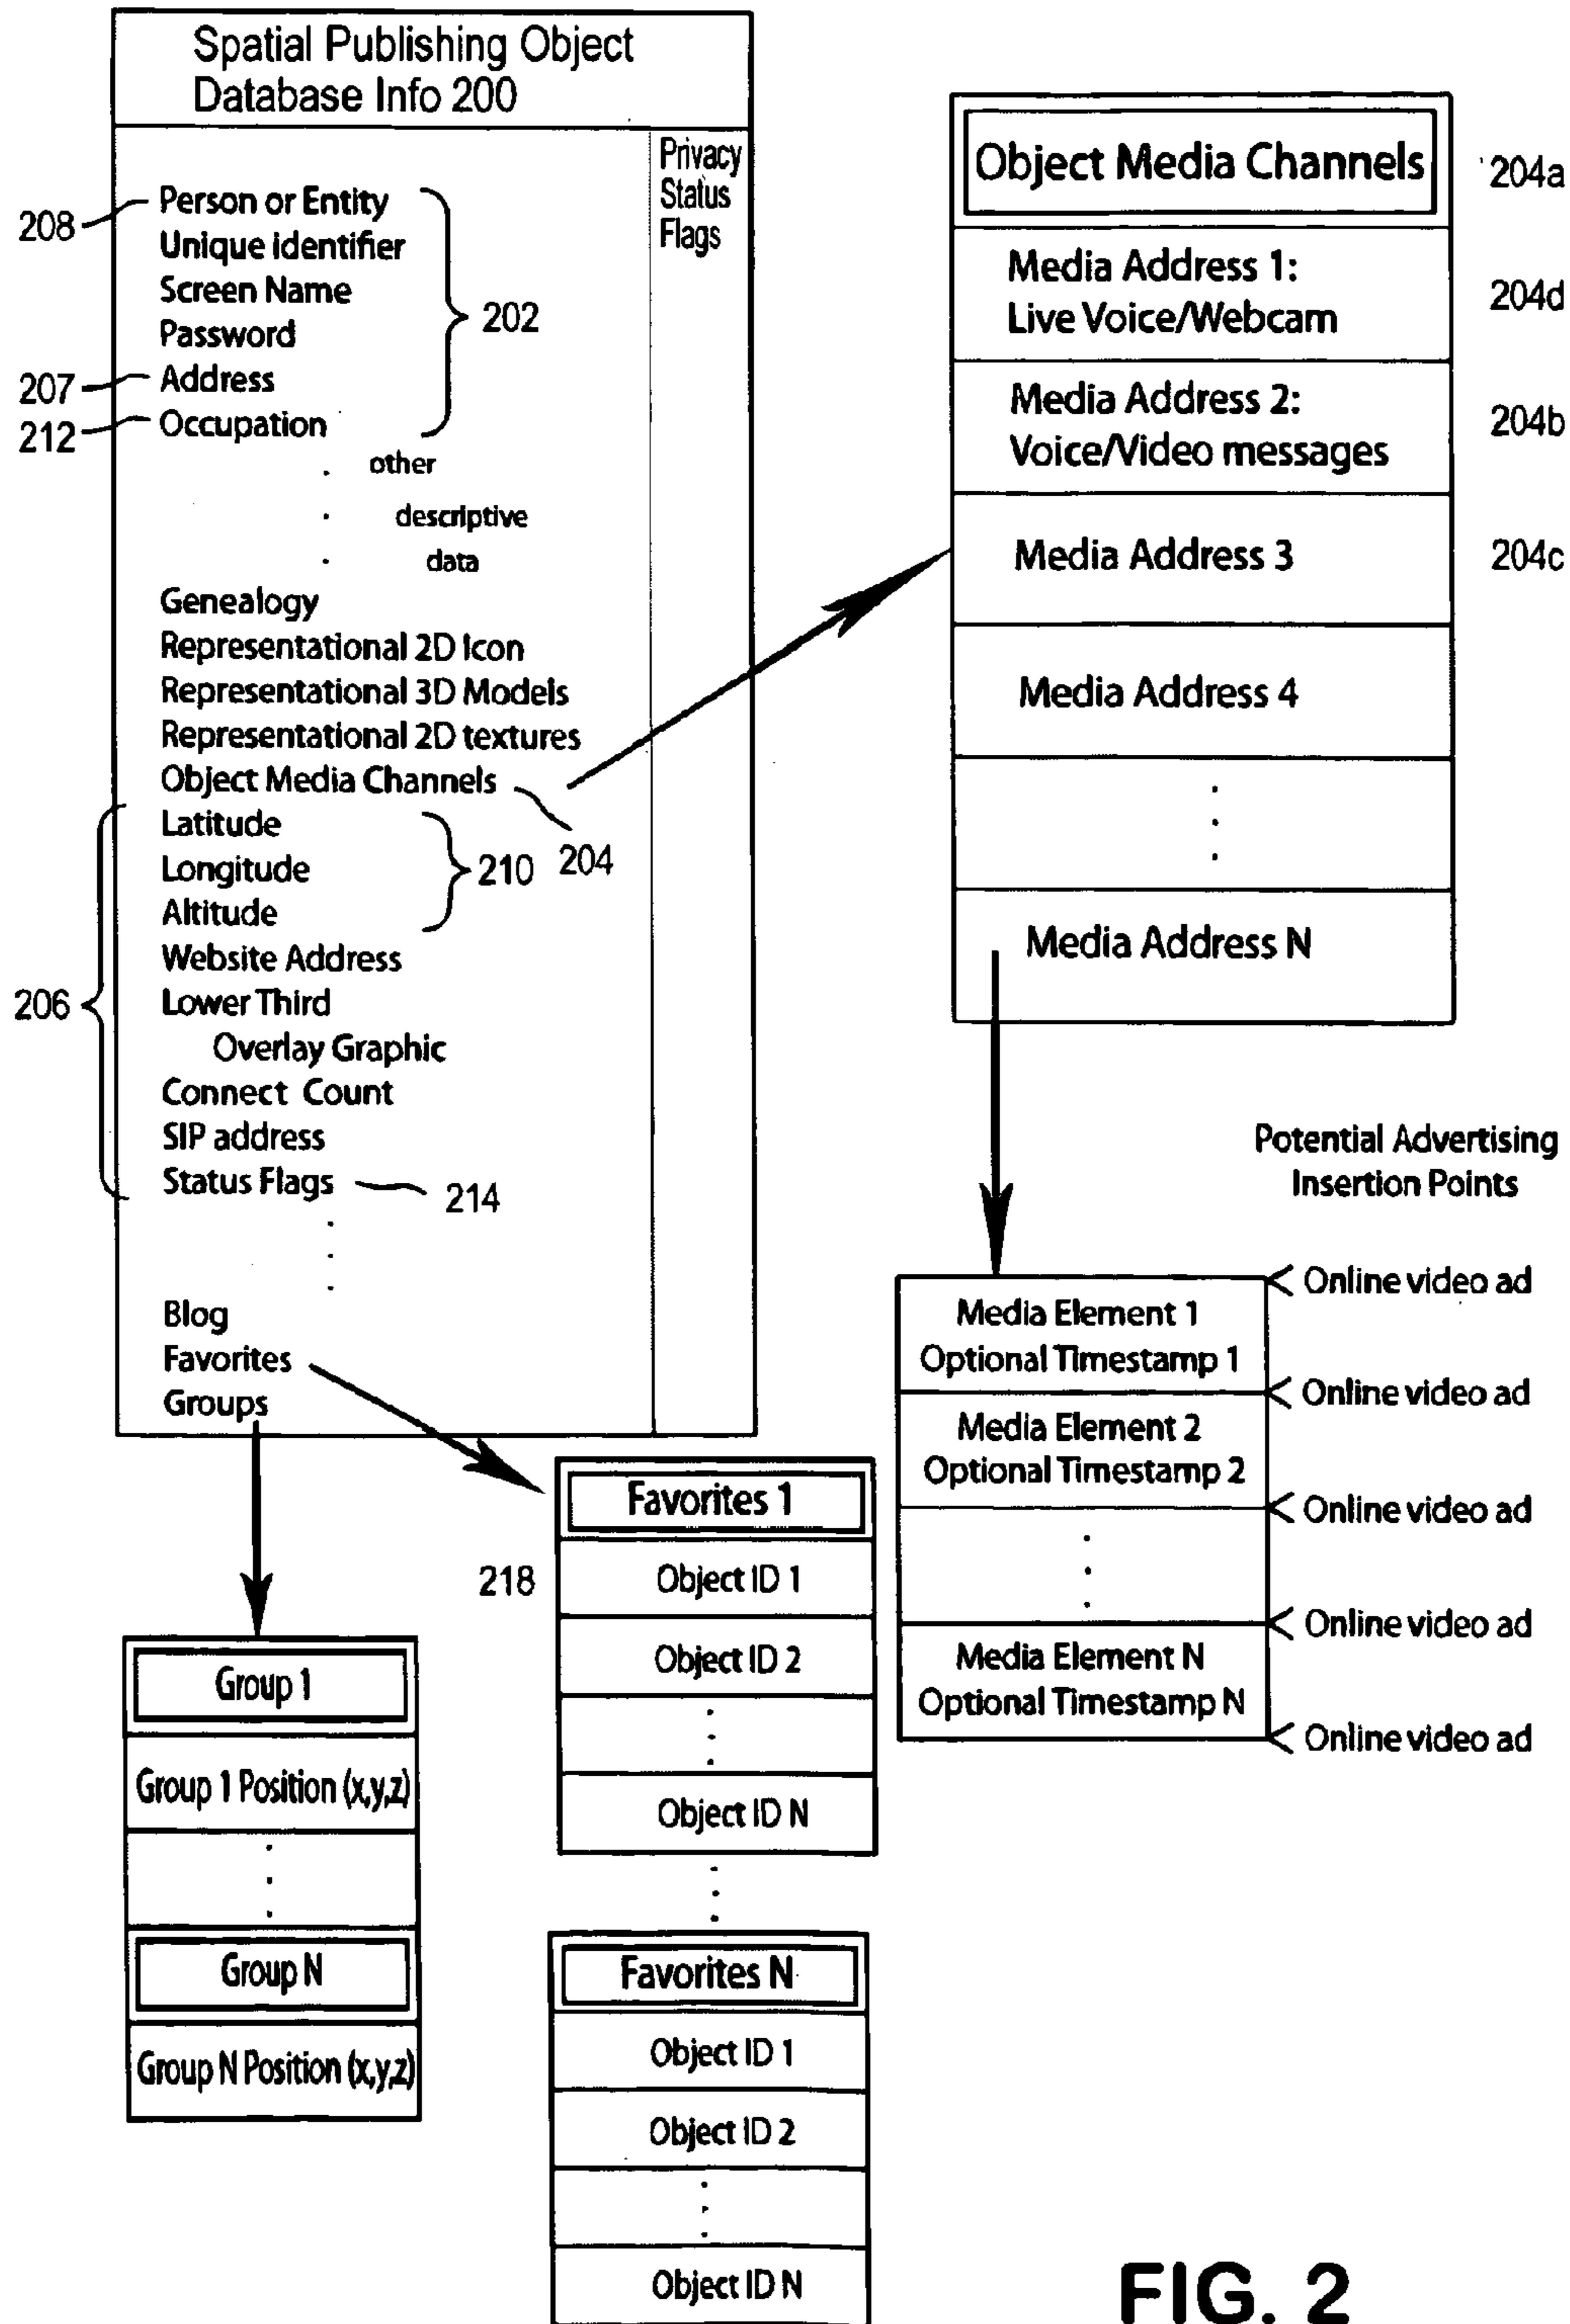 Spatial Publishing Object
Database Info 200
Privacy
Status
Flags
208
Person or Entity
Unique identifier
Screen Name
Password
202
207
Address
212
Occupation
other
descriptive
data
Genealogy
Representational 2D Icon
Representational 3D Models
Representational 2D textures
Object Media Channels
204
Latitude
Longitude
Altitude
210
206
Website Address
Lower Third
Overlay Graphic
Connect Count
SIP address
Status Flags
214
Blog
Favorites
Groups
Object Media Channels
204a
Media Address 1:
Live Voice/Webcam
204d
Media Address 2:
Voice/Video messages
204b
Media Address 3
204c
Media Address 4
Media Address N
Potential Advertising
Insertion Points
Online video ad
Media Element 1
Optional Timestamp 1
Online video ad
Media Element 2
Optional Timestamp 2
Online video ad
Online video ad
Media Element N
Optional Timestamp N
Online video ad
Favorites 1
218
Object ID 1
Object ID 2
Object ID N
Group 1
Group 1 Position (x,y,z)
Group N
Group N Position (x,y,z)
Favorites N
Object ID 1
Object ID 2
Object ID N
FIG. 2